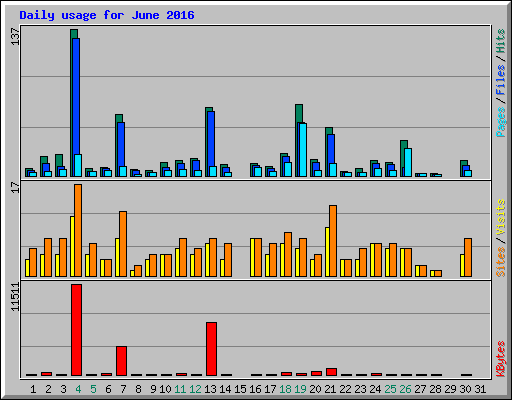 Daily usage for June 2016
137
Pages / Files / Hits
17
Sites / Visits
11511
KBytes
1 2 3 4 5 6 7 8 9 10 11 12 13 14 15 16 17 18 19 20 21 22 23 24 25 26 27 28 29 30 31